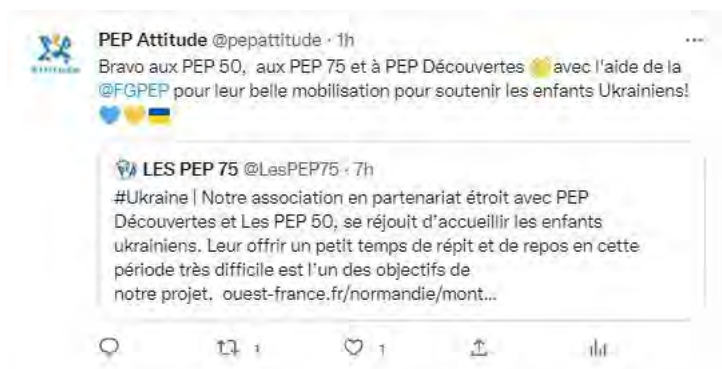 PEP Attitude @pepattitude · 1h
Bravo aux PEP 50, aux PEP 75 et à PEP Découvertes 👏 avec l'aide de la
@FGPEP pour leur belle mobilisation pour soutenir les enfants Ukrainiens!
💙💛🇺🇦
LES PEP 75 @LesPEP75 · 7h
#Ukraine | Notre association en partenariat étroit avec PEP
Découvertes et Les PEP 50, se réjouit d'accueillir les enfants
ukrainiens. Leur offrir un petit temps de répit et de repos en cette
période très difficile est l'un des objectifs de
notre projet. ouest-france.fr/normandie/mont...
1 1